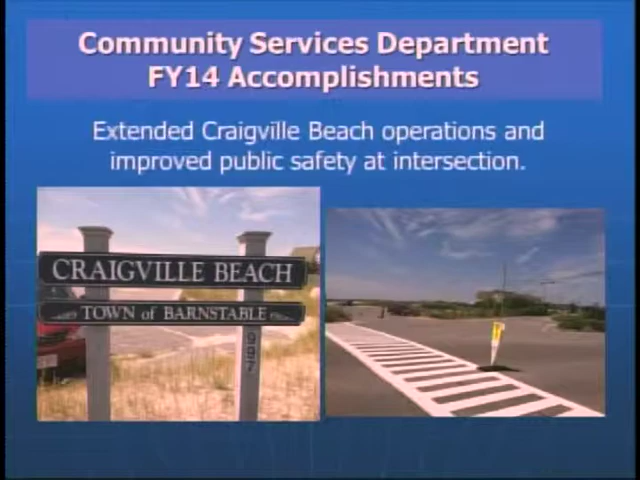 Community Services Department
FY14 Accomplishments
Extended Craigville Beach operations and
improved public safety at intersection.
CRAIGVILLE BEACH
TOWN of BARNSTABLE
997